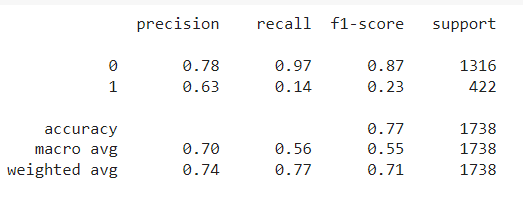 precision recall f1-score support
0 0.78 0.97 0.87 1316
1 0.63 0.14 0.23 422
accuracy 0.77 1738
macro avg 0.70 0.56 0.55 1738
weighted avg 0.74 0.77 0.71 1738